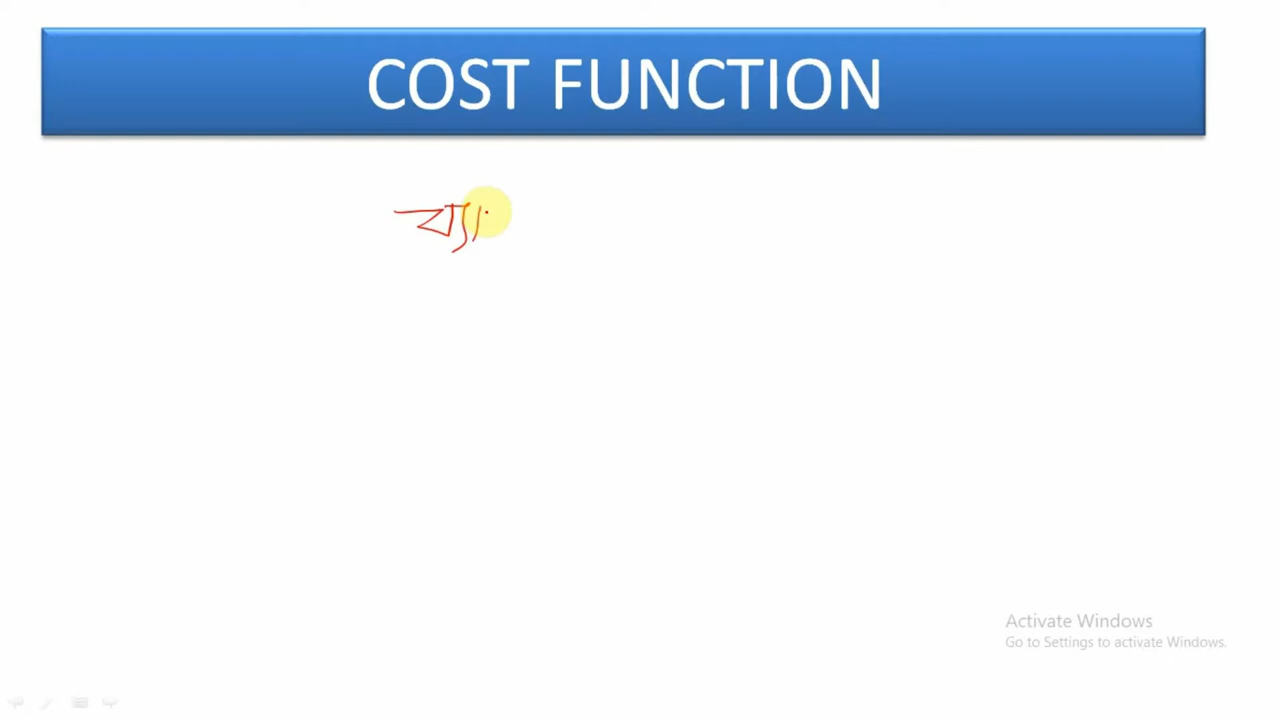 COST FUNCTION
Activate Windows
Go to Settings to activate Windows.